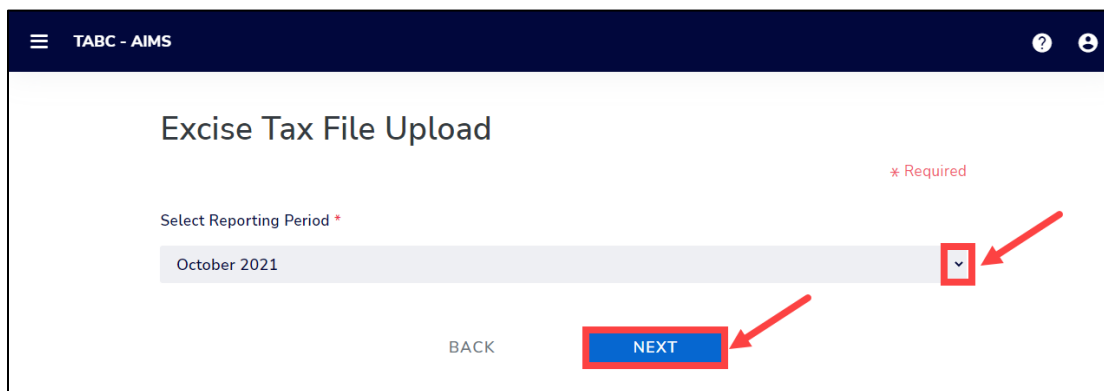 TABC - AIMS
Excise Tax File Upload
* Required
Select Reporting Period *
October 2021
BACK NEXT